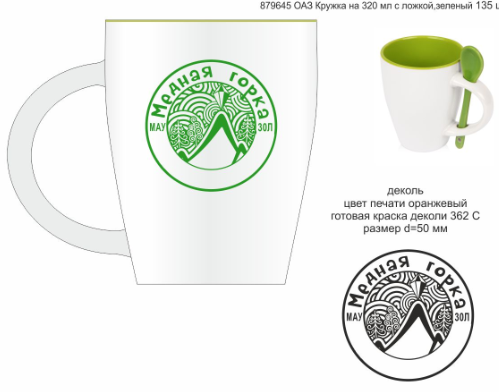 879645 ОАЗ Кружка на 320 мл с ложкой,зеленый 135
Медная горка
МАУ ЗОЛ
деколь
цвет печати оранжевый
готовая краска деколи 362 С
размер d=50 мм
Медная горка
МАУ ЗОЛ